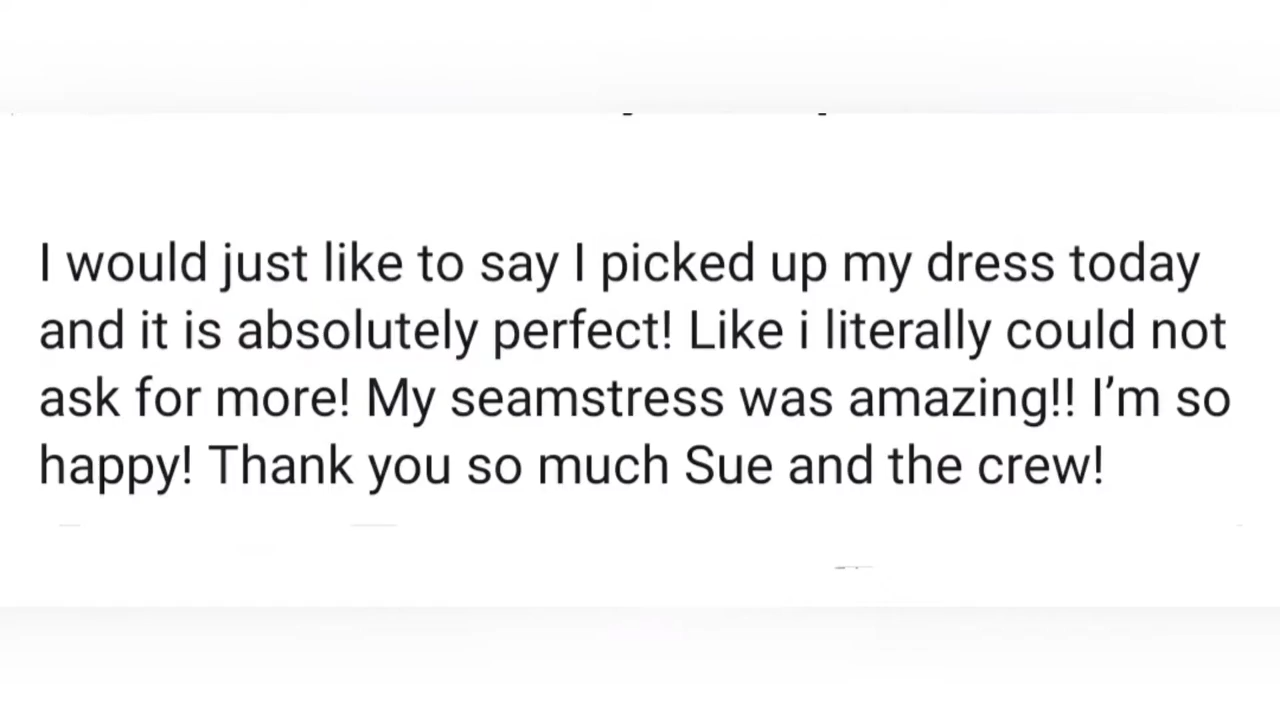 I would just like to say I picked up my dress today
and it is absolutely perfect! Like i literally could not
ask for more! My seamstress was amazing!! I’m so
happy! Thank you so much Sue and the crew!